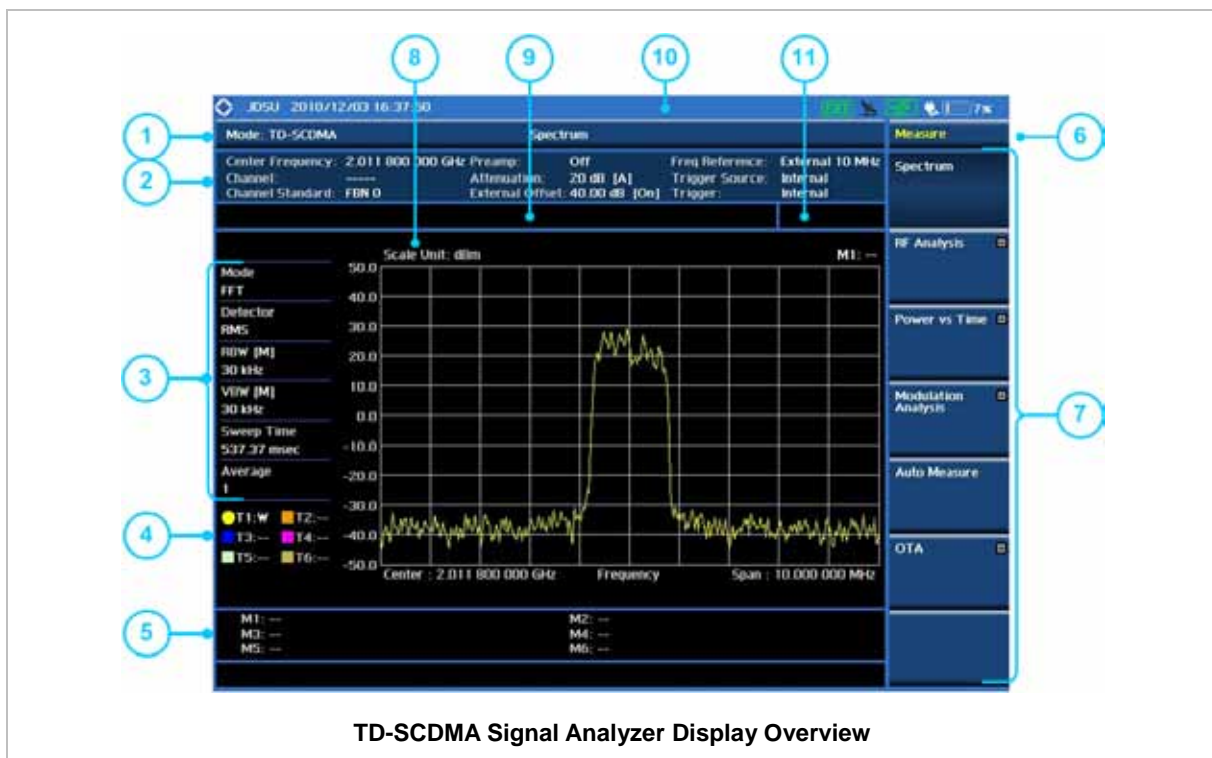 8 9 10 11
JDSU 2010/12/03 16:37:50 EXT 7%
1 Mode: TD-SCDMA Spectrum Measure 6
2 Center Frequency: 2.011 800 000 GHz Preamp: Off Freq Reference: External 10 MHz
Channel: ----- Attenuation: 20 dB [A] Trigger Source: Internal
Channel Standard: FBN 0 External Offset: 40.00 dB [On] Trigger: Internal
Spectrum
RF Analysis
Power vs Time
Modulation
Analysis
Auto Measure
OTA
7
Scale Unit: dBm M1: --
3
Mode
FFT
Detector
RMS
RBW [M]
30 kHz
VBW [M]
30 kHz
Sweep Time
537.37 msec
Average
1
50.0
40.0
30.0
20.0
10.0
0.0
-10.0
-20.0
-30.0
-40.0
-50.0
4
T1:W T2:--
T3:-- T4:--
T5:-- T6:--
Center : 2.011 800 000 GHz Frequency Span : 10.000 000 MHz
5
M1: -- M2: --
M3: -- M4: --
M5: -- M6: --
TD-SCDMA Signal Analyzer Display Overview